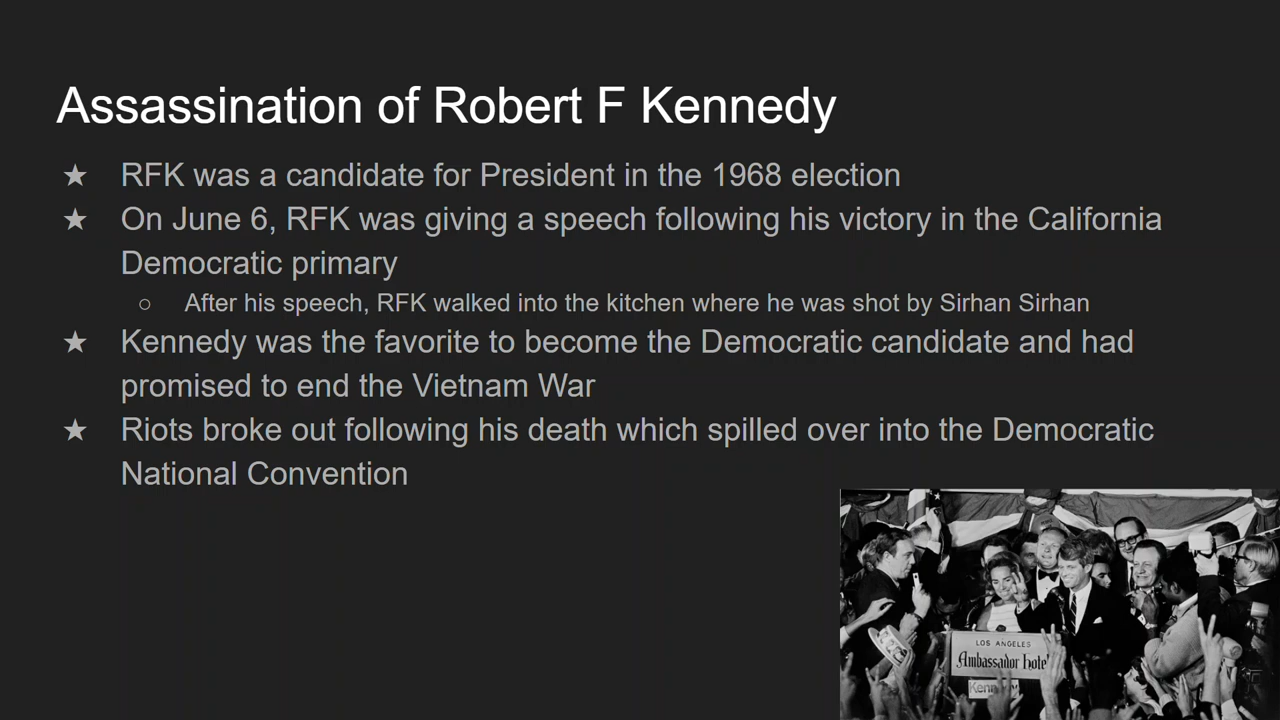 Assassination of Robert F Kennedy
★ RFK was a candidate for President in the 1968 election
★ On June 6, RFK was giving a speech following his victory in the California
Democratic primary
○ After his speech, RFK walked into the kitchen where he was shot by Sirhan Sirhan
★ Kennedy was the favorite to become the Democratic candidate and had
promised to end the Vietnam War
★ Riots broke out following his death which spilled over into the Democratic
National Convention
LOS ANGELES
Ambassador Hotel